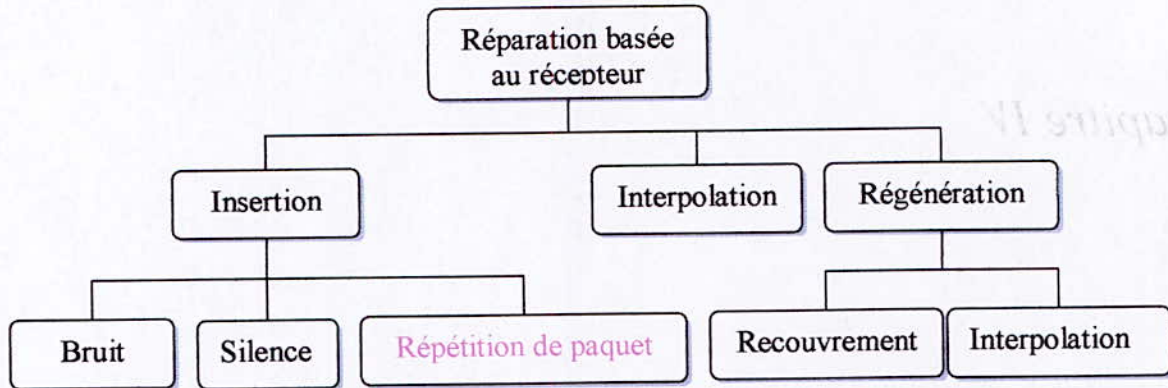 Réparation basée
au récepteur
Insertion
Interpolation
Régénération
Bruit
Silence
Répétition de paquet
Recouvrement
Interpolation